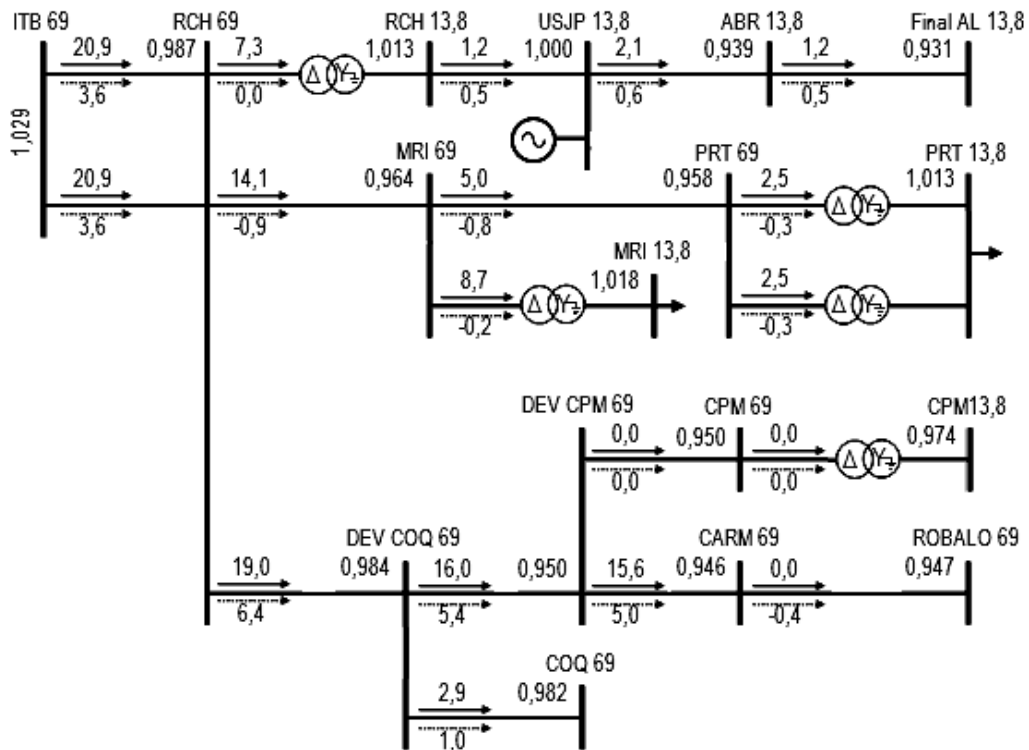 ITB 69 RCH 69 RCH 13,8 USJP 13,8 ABR 13,8 Final AL 13,8
20,9 0,987 7,3 1,013 1,2 1,000 2,1 0,939 1,2 0,931
3,6 0,0 Δ Y 0,5 0,6 0,5
1,029
MRI 69 PRT 69 PRT 13,8
20,9 14,1 0,964 5,0 0,958 2,5 1,013
3,6 -0,9 -0,8 -0,3 Δ Y
MRI 13,8
8,7 1,018 2,5
-0,2 Δ Y -0,3 Δ Y
DEV CPM 69 CPM 69 CPM13,8
0,0 0,950 0,0 0,974
0,0 0,0 Δ Y
DEV COQ 69 CARM 69 ROBALO 69
19,0 0,984 16,0 0,950 15,6 0,946 0,0 0,947
6,4 5,4 5,0 -0,4
COQ 69
2,9 0,982
1,0